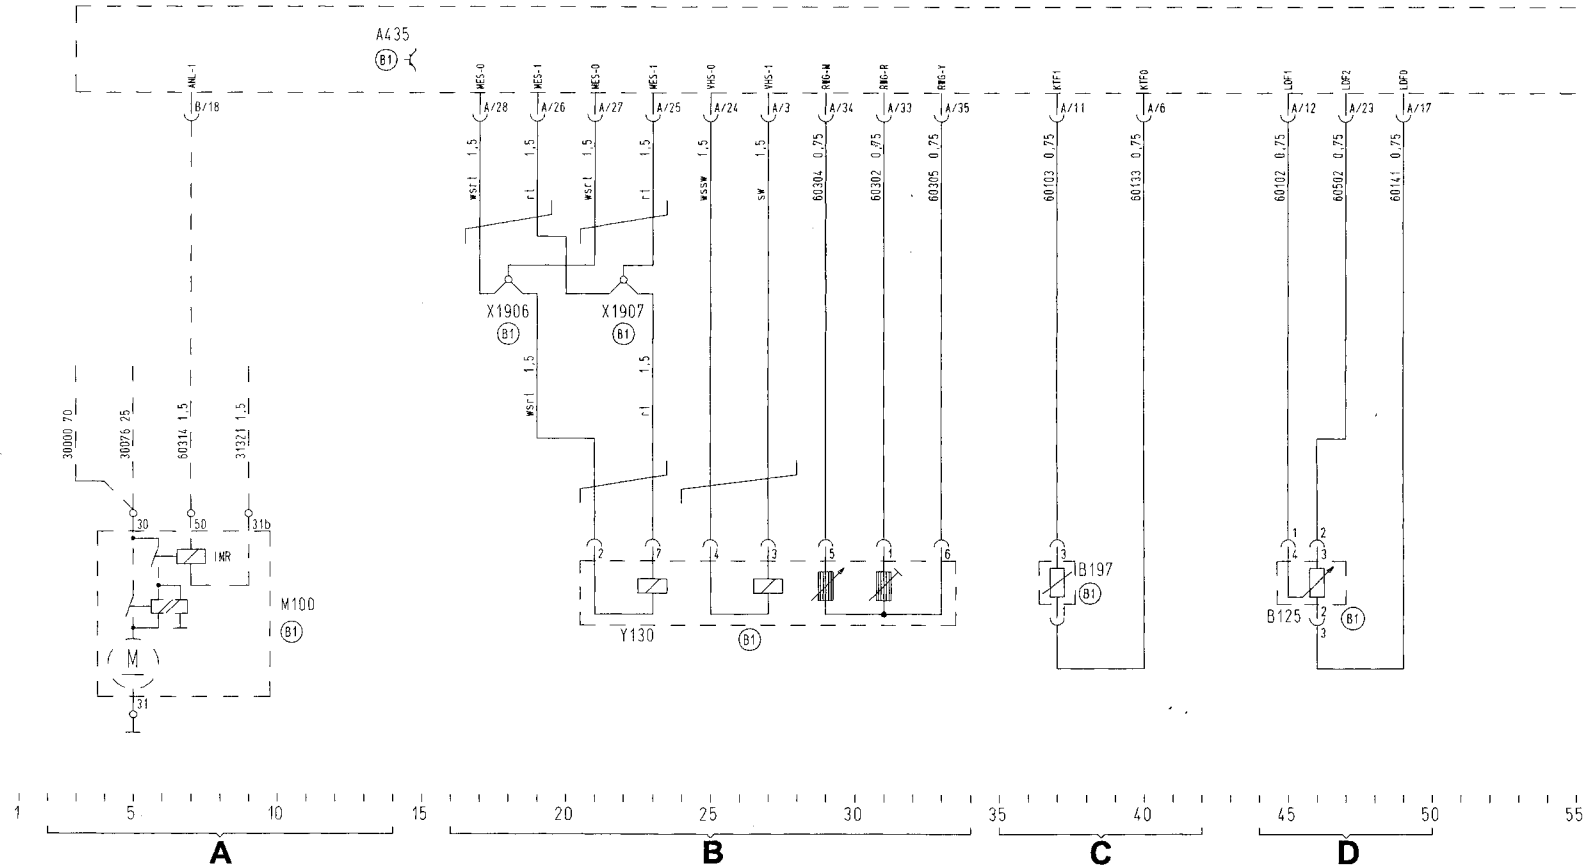 A435
B1
ANL-1 MES-0 MES-1 MES-0 MES-1 VHS-0 VHS-1 RWG-M RWG-R RWG-Y KTF1 KTF0 LDF1 LDF2 LDF0
B/18 A/28 A/26 A/27 A/25 A/24 A/3 A/34 A/33 A/35 A/11 A/6 A/12 A/23 A/17
wsrt 1,5
rt 1,5
wsrt 1,5
rt 1,5
wssw 1,5
sw 1,5
60304 0,75
60302 0,75
60305 0,75
60103 0,75
60133 0,75
60102 0,75
60502 0,75
60141 0,75
X1906 X1907
B1 B1
wsrt 1,5
rt 1,5
30000 70
30076 25
60314 1,5
31321 1,5
30 50 31b
IMR
M100
B1
M
31
2 7 4 3 5 1 6
Y130
B1
3
B197
B1
1
1 2
4 3
B125
B1
2
3
1 5 10 15 20 25 30 35 40 45 50 55
A B C D